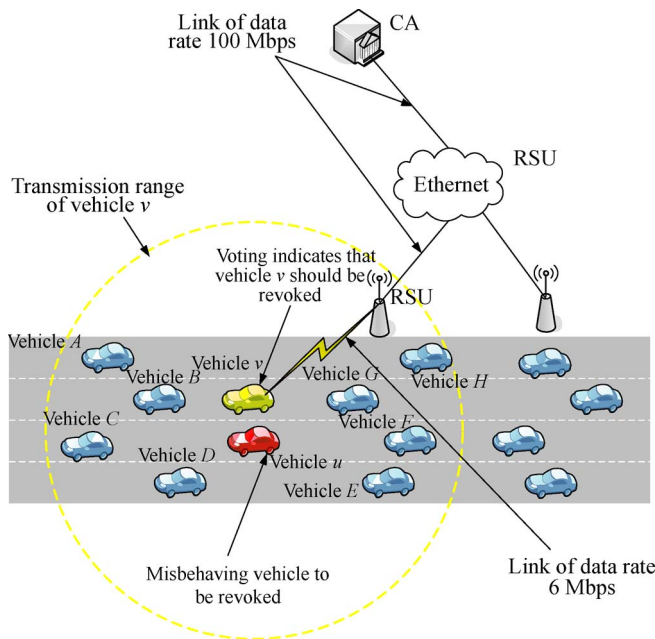 Link of data
rate 100 Mbps
CA
RSU
Ethernet
Transmission range
of vehicle v
Voting indicates that
vehicle v should be
revoked
RSU
Vehicle A
Vehicle v
Vehicle B
Vehicle G
Vehicle H
Vehicle C
Vehicle F
Vehicle D
Vehicle u
Vehicle E
Misbehaving vehicle to
be revoked
Link of data rate
6 Mbps